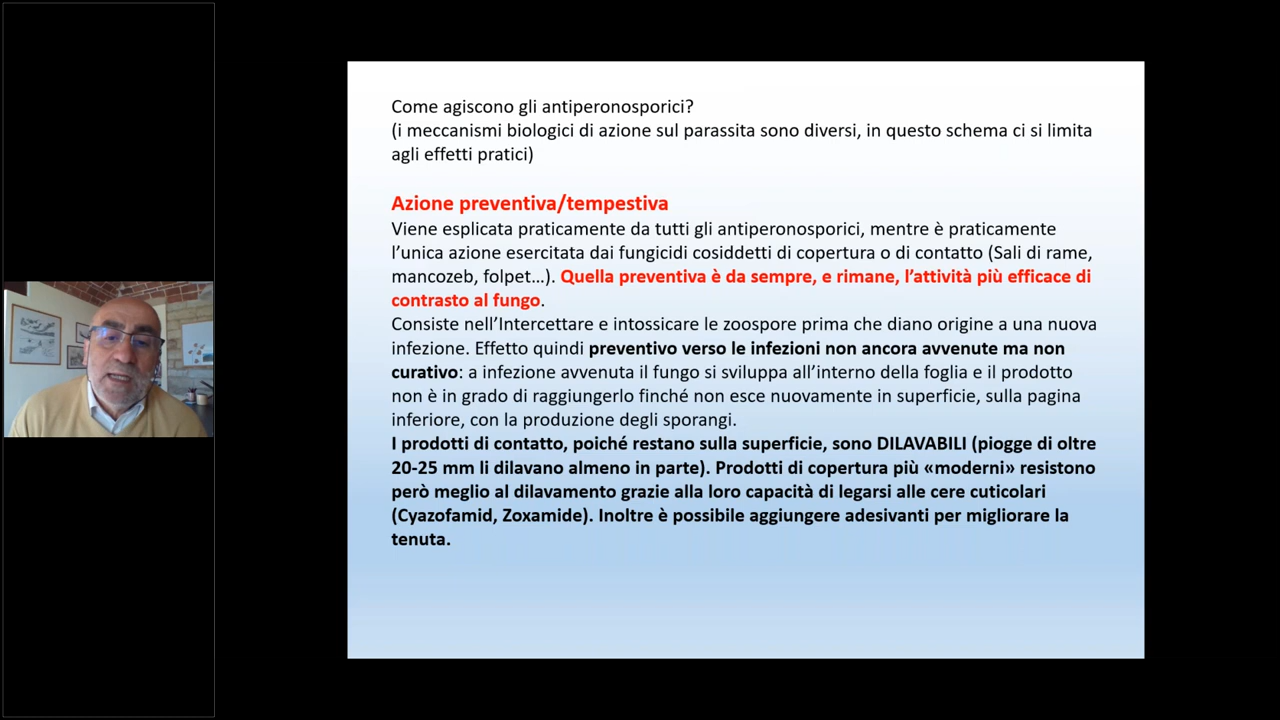 Come agiscono gli antiperonosporici?
(i meccanismi biologici di azione sul parassita sono diversi, in questo schema ci si limita
agli effetti pratici)
Azione preventiva/tempestiva
Viene esplicata praticamente da tutti gli antiperonosporici, mentre è praticamente
l’unica azione esercitata dai fungicidi cosiddetti di copertura o di contatto (Sali di rame,
mancozeb, folpet…). Quella preventiva è da sempre, e rimane, l’attività più efficace di
contrasto al fungo.
Consiste nell’Intercettare e intossicare le zoospore prima che diano origine a una nuova
infezione. Effetto quindi preventivo verso le infezioni non ancora avvenute ma non
curativo: a infezione avvenuta il fungo si sviluppa all’interno della foglia e il prodotto
non è in grado di raggiungerlo finché non esce nuovamente in superficie, sulla pagina
inferiore, con la produzione degli sporangi.
I prodotti di contatto, poiché restano sulla superficie, sono DILAVABILI (piogge di oltre
20-25 mm li dilavano almeno in parte). Prodotti di copertura più «moderni» resistono
però meglio al dilavamento grazie alla loro capacità di legarsi alle cere cuticolari
(Cyazofamid, Zoxamide). Inoltre è possibile aggiungere adesivanti per migliorare la
tenuta.